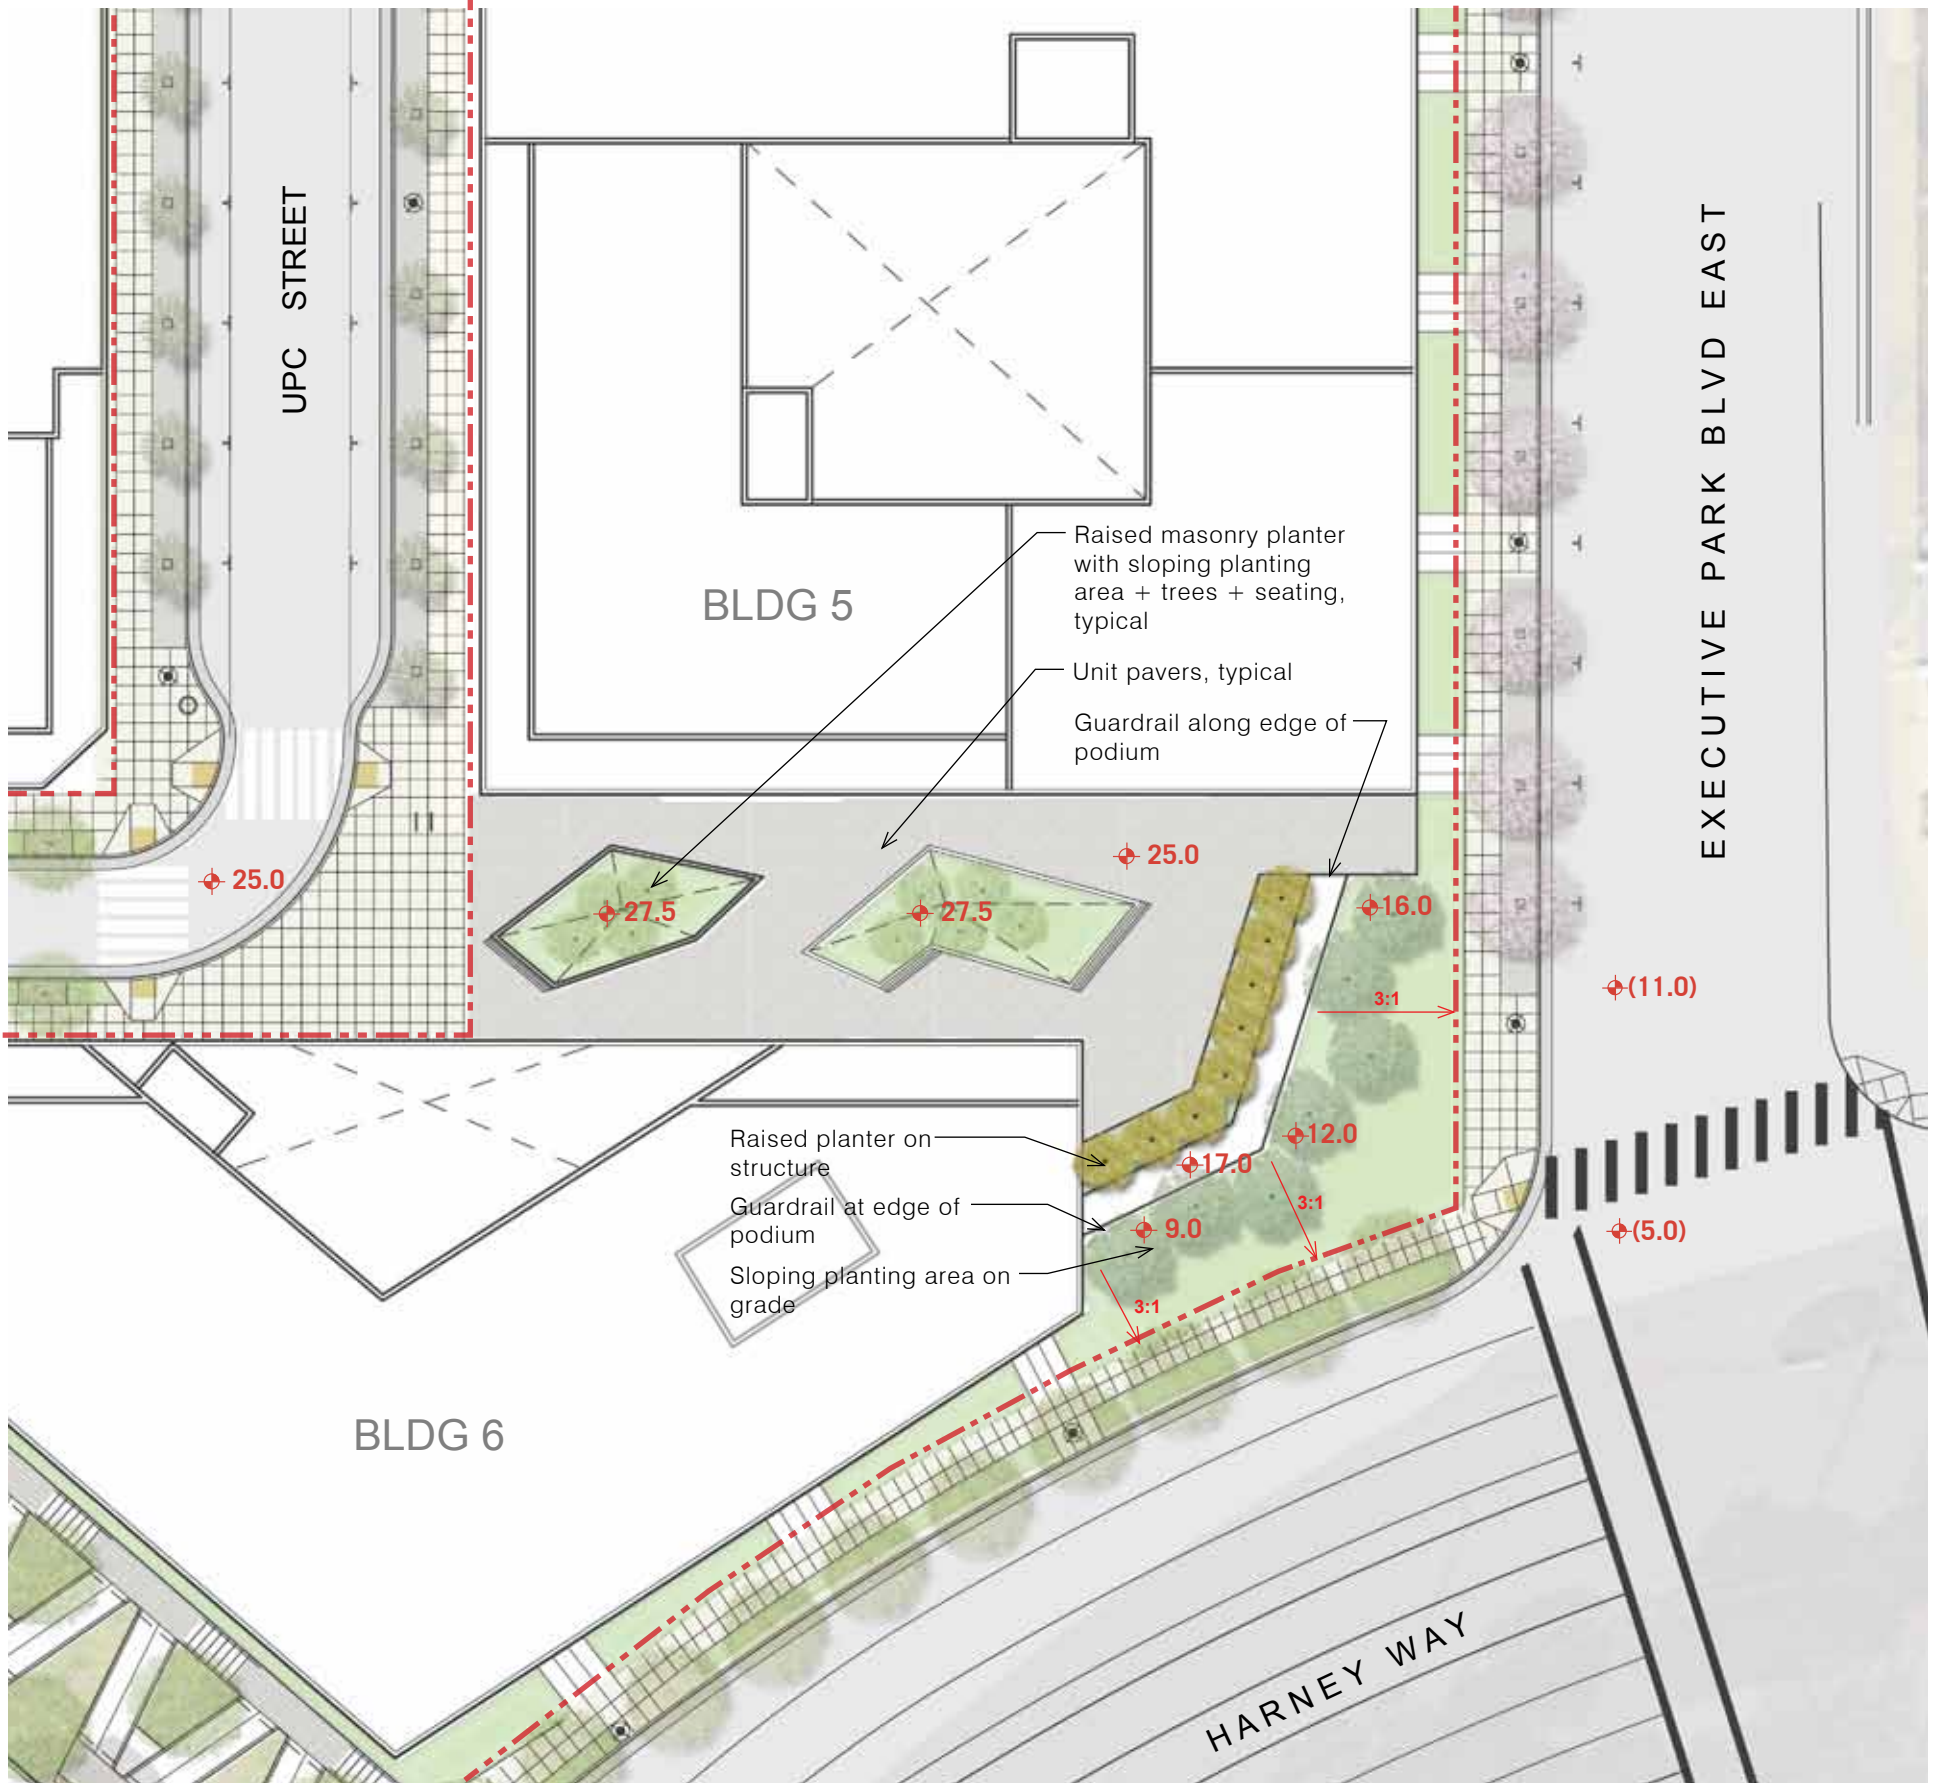 UPC STREET
EXECUTIVE PARK BLVD EAST
Raised masonry planter
with sloping planting
area + trees + seating,
typical
BLDG 5
Unit pavers, typical
Guardrail along edge of
podium
25.0
25.0
27.5
27.5
16.0
(11.0)
3:1
Raised planter on
structure
12.0
17.0
3:1
Guardrail at edge of
podium
9.0
(5.0)
Sloping planting area on
grade
3:1
BLDG 6
HARNEY WAY